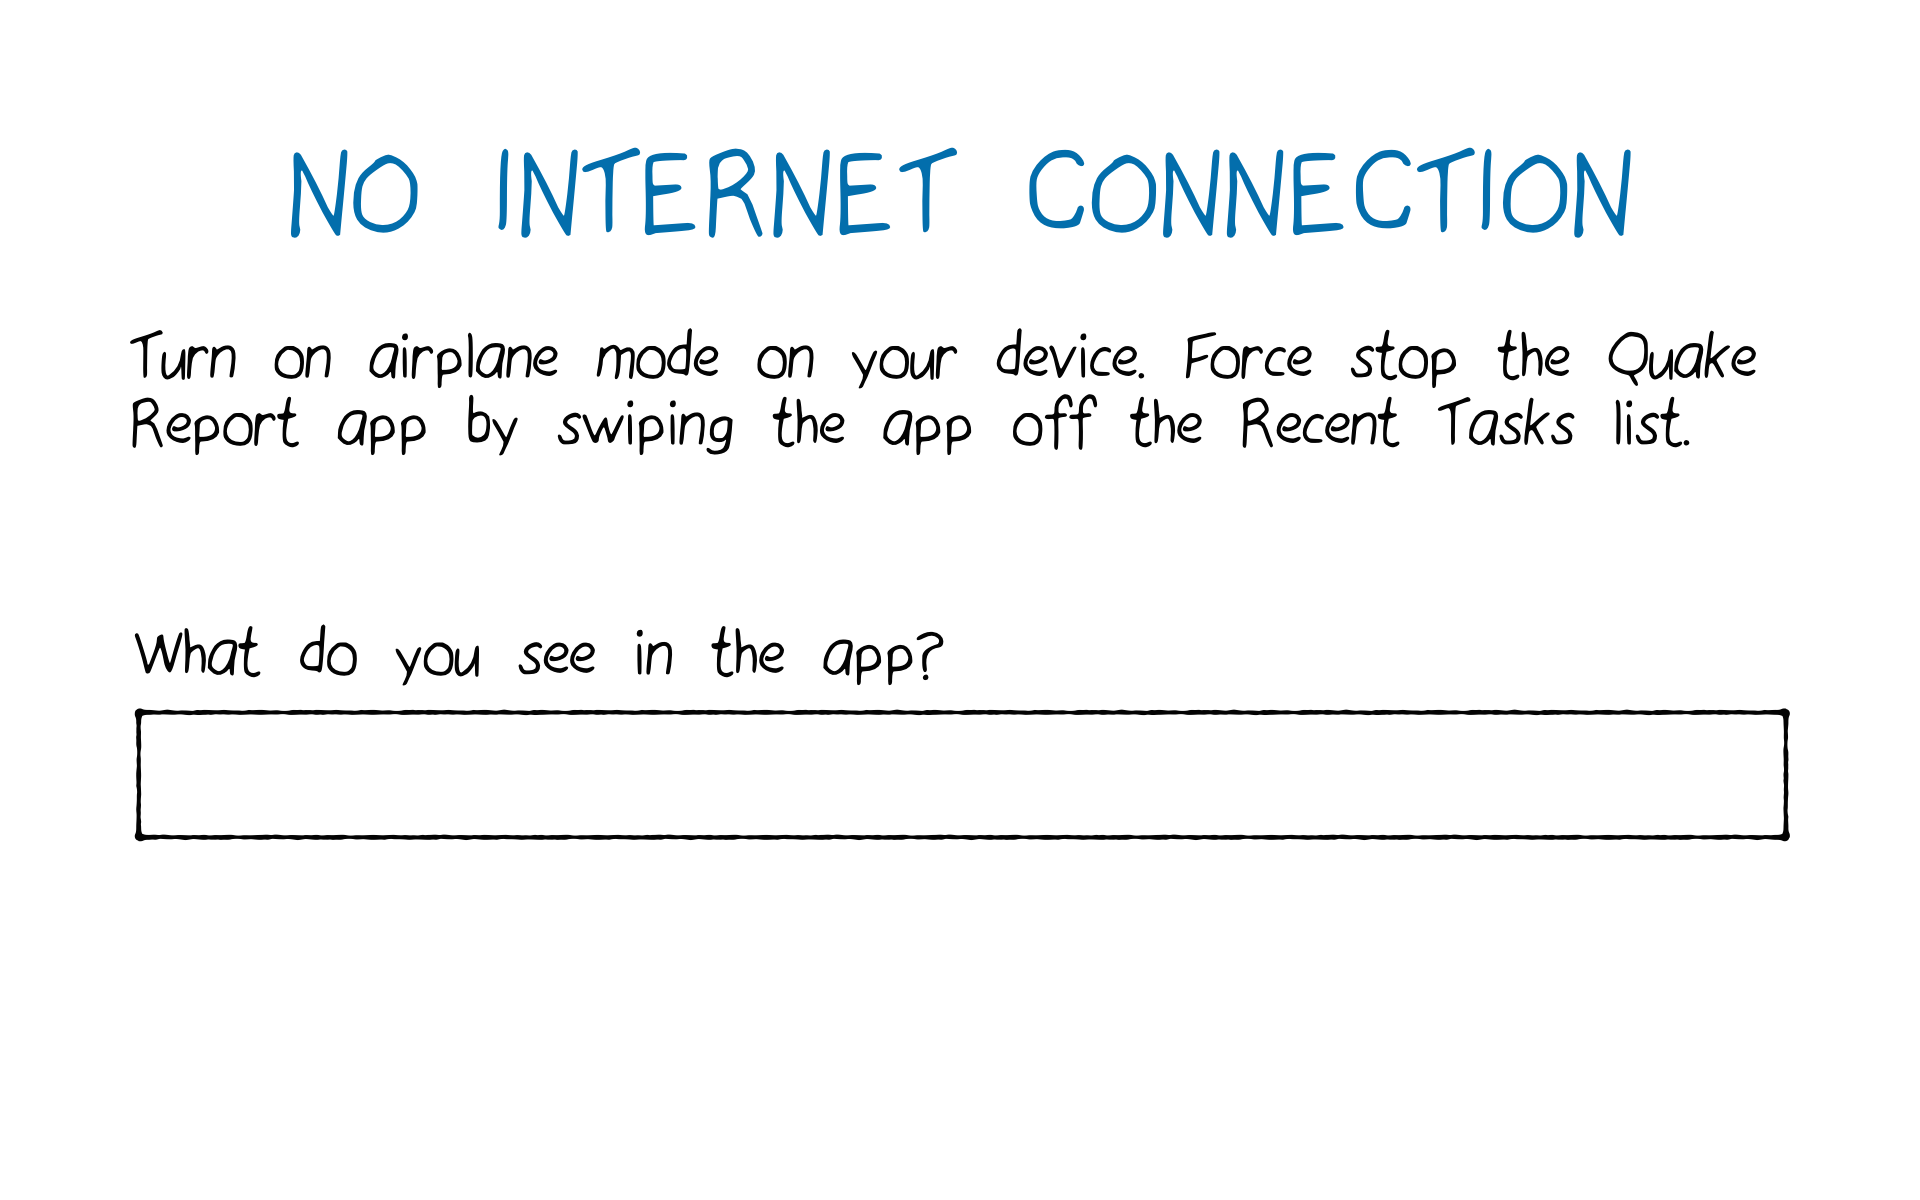 NO INTERNET CONNECTION
Turn on airplane mode on your device. Force stop the Quake
Report app by swiping the app off the Recent Tasks list.
What do you see in the app?